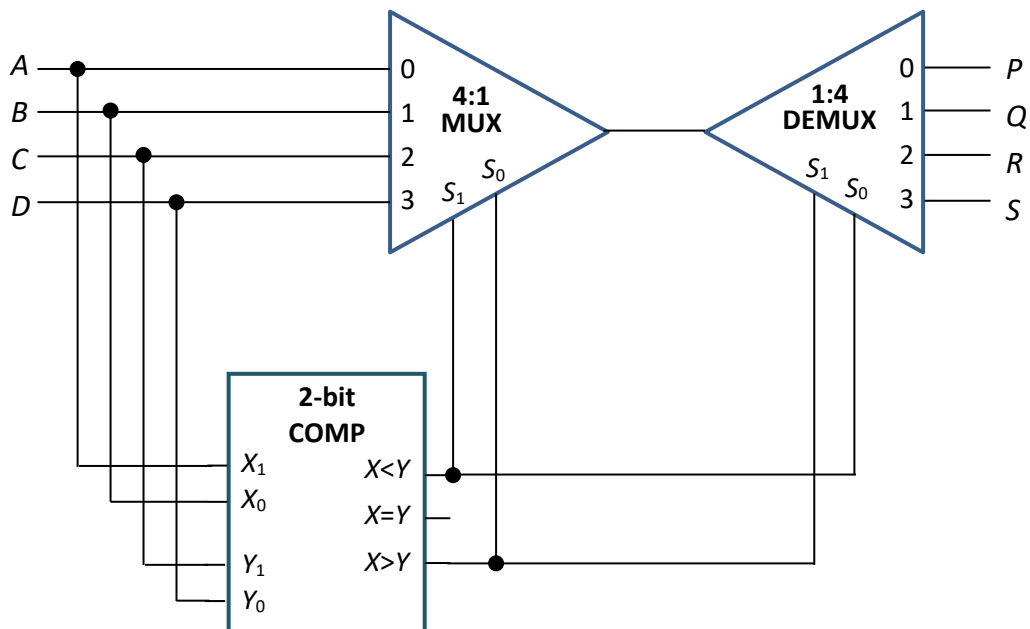 A
B
C
D
0
1
2
3
4:1
MUX
S1
S0
1:4
DEMUX
S1
S0
0
1
2
3
P
Q
R
S
2-bit
COMP
X1
X0
Y1
Y0
X<Y
X=Y
X>Y